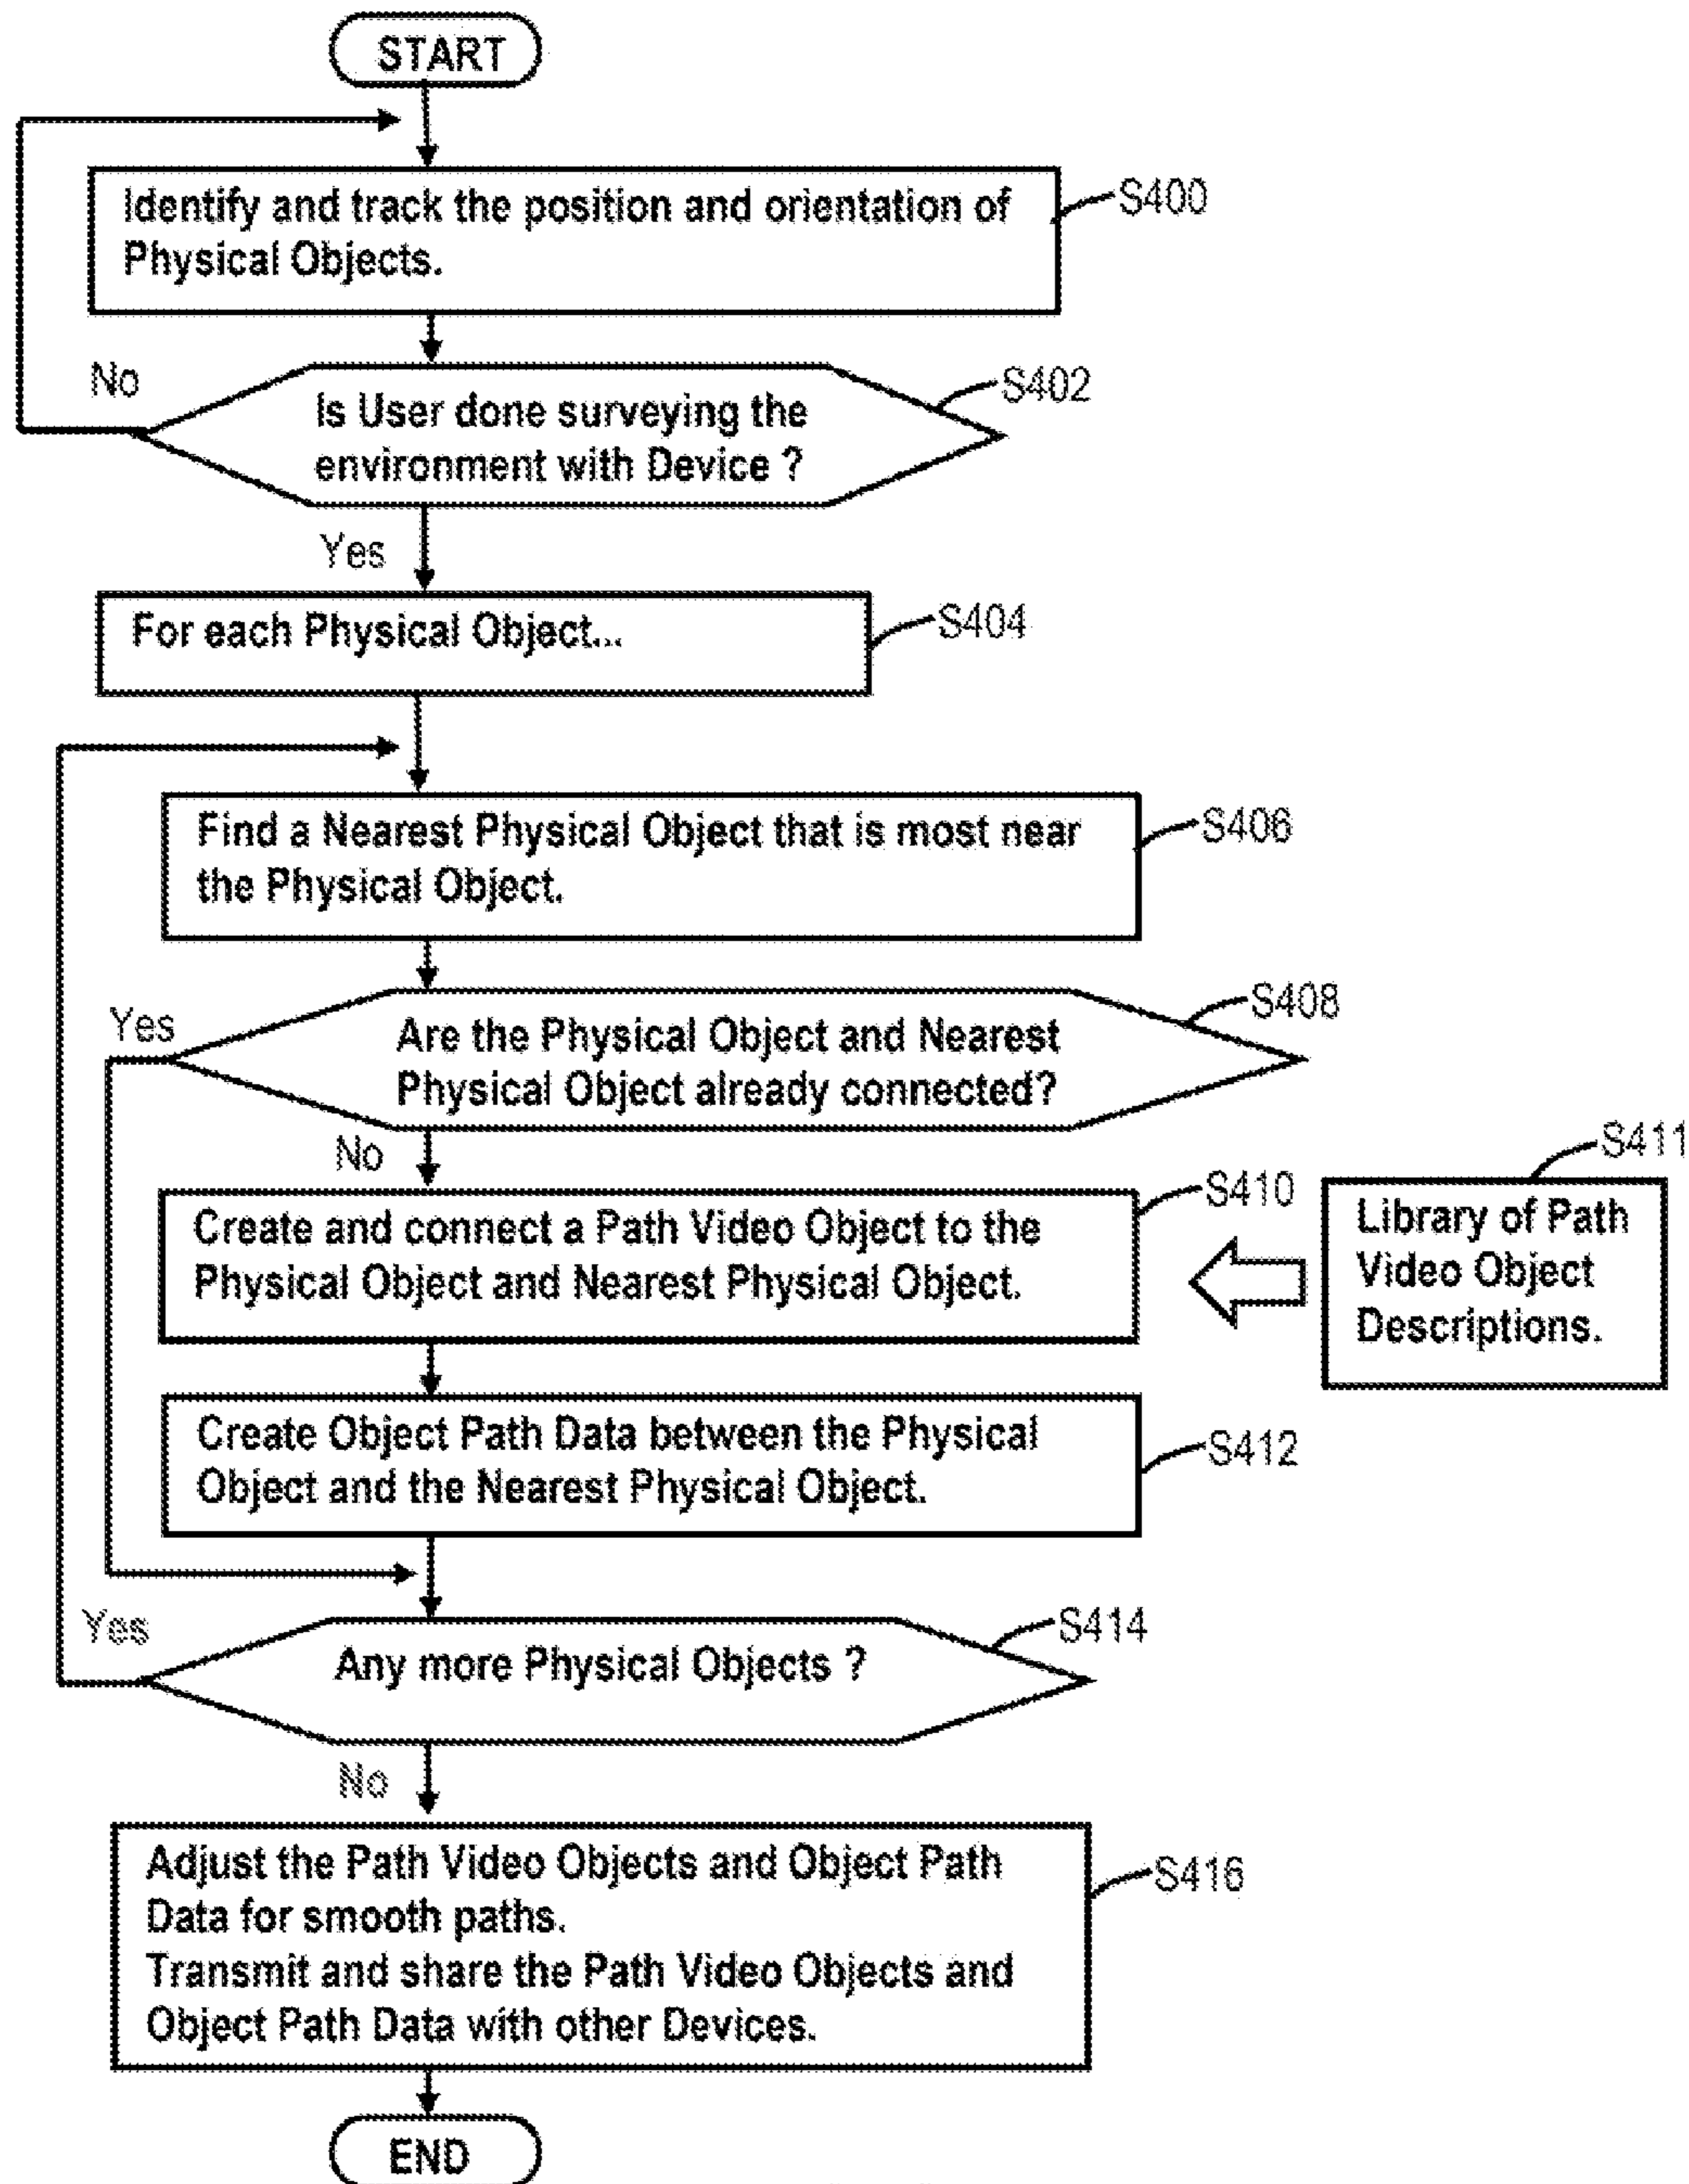 START
Identify and track the position and orientation of
Physical Objects.
S400
No
Is User done surveying the
environment with Device ?
S402
Yes
For each Physical Object...
S404
Find a Nearest Physical Object that is most near
the Physical Object.
S406
Yes
Are the Physical Object and Nearest
Physical Object already connected?
S408
No
Create and connect a Path Video Object to the
Physical Object and Nearest Physical Object.
S410
Library of Path
Video Object
Descriptions.
S411
Create Object Path Data between the Physical
Object and the Nearest Physical Object.
S412
Yes
Any more Physical Objects ?
S414
No
Adjust the Path Video Objects and Object Path
Data for smooth paths.
Transmit and share the Path Video Objects and
Object Path Data with other Devices.
S416
END